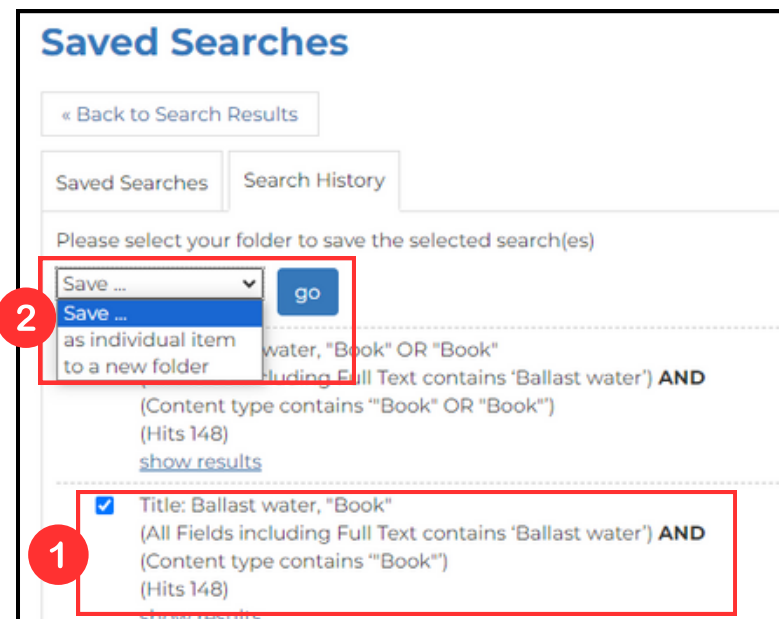 Saved Searches
« Back to Search Results
Saved Searches
Search History
Please select your folder to save the selected search(es)
Save ...
go
2
Save ...
as individual item
to a new folder
water, "Book" OR "Book"
cluding Full Text contains ‘Ballast water’) AND
(Content type contains ‘"Book" OR "Book"’)
(Hits 148)
show results
Title: Ballast water, "Book"
(All Fields including Full Text contains ‘Ballast water’) AND
1
(Content type contains ‘"Book"’)
(Hits 148)
show results